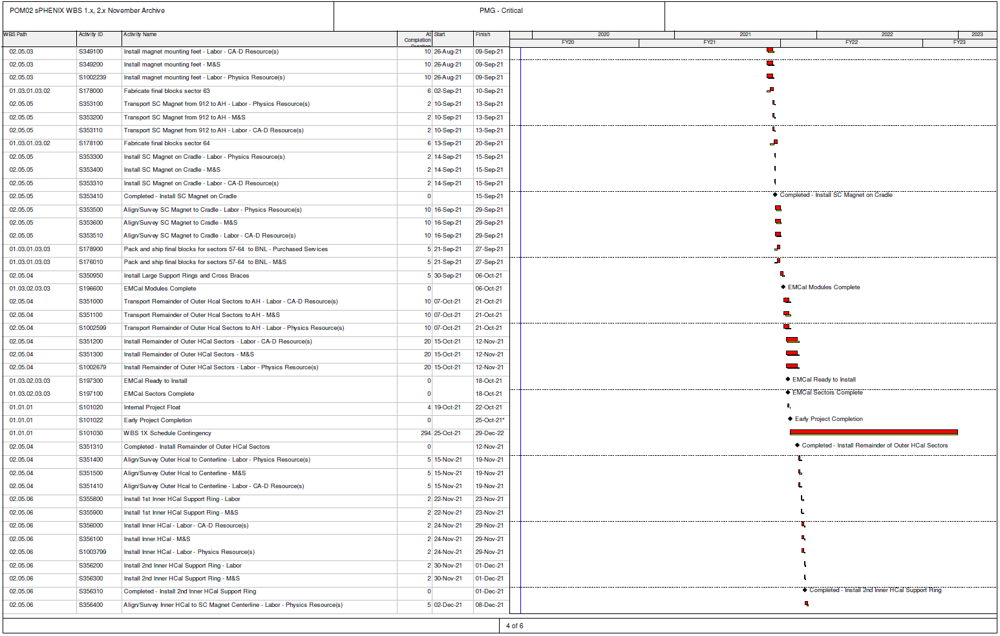 POM02 sPHENIX WBS 1.x, 2.x November Archive PMG - Critical
WBS Path Activity ID Activity Name At Completion Duration Start Finish 2020 2021 2022 2023
FY20 FY21 FY22 FY23
02.05.03 S349100 Install magnet mounting feet - Labor - CA-D Resource(s) 10 26-Aug-21 09-Sep-21
02.05.03 S349200 Install magnet mounting feet - M&S 10 26-Aug-21 09-Sep-21
02.05.03 S1002239 Install magnet mounting feet - Labor - Physics Resource(s) 10 26-Aug-21 09-Sep-21
01.03.01.03.02 S178000 Fabricate final blocks sector 63 6 02-Sep-21 10-Sep-21
02.05.05 S353100 Transport SC Magnet from 912 to AH - Labor - Physics Resource(s) 2 10-Sep-21 13-Sep-21
02.05.05 S353200 Transport SC Magnet from 912 to AH - M&S 2 10-Sep-21 13-Sep-21
02.05.05 S353110 Transport SC Magnet from 912 to AH - Labor - CA-D Resource(s) 2 10-Sep-21 13-Sep-21
01.03.01.03.02 S178100 Fabricate final blocks sector 64 6 13-Sep-21 20-Sep-21
02.05.05 S353300 Install SC Magnet on Cradle - Labor - Physics Resource(s) 2 14-Sep-21 15-Sep-21
02.05.05 S353400 Install SC Magnet on Cradle - M&S 2 14-Sep-21 15-Sep-21
02.05.05 S353310 Install SC Magnet on Cradle - Labor - CA-D Resource(s) 2 14-Sep-21 15-Sep-21
02.05.05 S353410 Completed - Install SC Magnet on Cradle 0 15-Sep-21 Completed - Install SC Magnet on Cradle
02.05.05 S353500 Align/Survey SC Magnet to Cradle - Labor - Physics Resource(s) 10 16-Sep-21 29-Sep-21
02.05.05 S353600 Align/Survey SC Magnet to Cradle - M&S 10 16-Sep-21 29-Sep-21
02.05.05 S353510 Align/Survey SC Magnet to Cradle - Labor - CA-D Resource(s) 10 16-Sep-21 29-Sep-21
01.03.01.03.03 S178900 Pack and ship final blocks for sectors 57-64 to BNL - Purchased Services 5 21-Sep-21 27-Sep-21
01.03.01.03.03 S176010 Pack and ship final blocks for sectors 57-64 to BNL - M&S 5 21-Sep-21 27-Sep-21
02.05.04 S350950 Install Large Support Rings and Cross Braces 5 30-Sep-21 06-Oct-21
01.03.02.03.03 S196600 EMCal Modules Complete 0 06-Oct-21 EMCal Modules Complete
02.05.04 S351000 Transport Remainder of Outer Hcal Sectors to AH - Labor - CA-D Resource(s) 10 07-Oct-21 21-Oct-21
02.05.04 S351100 Transport Remainder of Outer Hcal Sectors to AH - M&S 10 07-Oct-21 21-Oct-21
02.05.04 S1002599 Transport Remainder of Outer Hcal Sectors to AH - Labor - Physics Resource(s) 10 07-Oct-21 21-Oct-21
02.05.04 S351200 Install Remainder of Outer HCal Sectors - Labor - CA-D Resource(s) 20 15-Oct-21 12-Nov-21
02.05.04 S351300 Install Remainder of Outer HCal Sectors - M&S 20 15-Oct-21 12-Nov-21
02.05.04 S1002679 Install Remainder of Outer HCal Sectors - Labor - Physics Resource(s) 20 15-Oct-21 12-Nov-21
01.03.02.03.03 S197300 EMCal Ready to Install 0 18-Oct-21 EMCal Ready to Install
01.03.02.03.03 S197100 EMCal Sectors Complete 0 18-Oct-21 EMCal Sectors Complete
01.01.01 S101020 Internal Project Float 4 19-Oct-21 22-Oct-21
01.01.01 S101022 Early Project Completion 0 25-Oct-21* Early Project Completion
01.01.01 S101030 WBS 1X Schedule Contingency 294 25-Oct-21 29-Dec-22
02.05.04 S351310 Completed - Install Remainder of Outer HCal Sectors 0 12-Nov-21 Completed - Install Remainder of Outer HCal Sectors
02.05.04 S351400 Align/Survey Outer Hcal to Centerline - Labor - Physics Resource(s) 5 15-Nov-21 19-Nov-21
02.05.04 S351500 Align/Survey Outer Hcal to Centerline - M&S 5 15-Nov-21 19-Nov-21
02.05.04 S351410 Align/Survey Outer Hcal to Centerline - Labor - CA-D Resource(s) 5 15-Nov-21 19-Nov-21
02.05.06 S355800 Install 1st Inner HCal Support Ring - Labor 2 22-Nov-21 23-Nov-21
02.05.06 S355900 Install 1st Inner HCal Support Ring - M&S 2 22-Nov-21 23-Nov-21
02.05.06 S356000 Install Inner HCal - Labor - CA-D Resource(s) 2 24-Nov-21 29-Nov-21
02.05.06 S356100 Install Inner HCal - M&S 2 24-Nov-21 29-Nov-21
02.05.06 S1003799 Install Inner HCal - Labor - Physics Resource(s) 2 24-Nov-21 29-Nov-21
02.05.06 S356200 Install 2nd Inner HCal Support Ring - Labor 2 30-Nov-21 01-Dec-21
02.05.06 S356300 Install 2nd Inner HCal Support Ring - M&S 2 30-Nov-21 01-Dec-21
02.05.06 S356310 Completed - Install 2nd Inner HCal Support Ring 0 01-Dec-21 Completed - Install 2nd Inner HCal Support Ring
02.05.06 S356400 Align/Survey Inner HCal to SC Magnet Centerline - Labor - Physics Resource(s) 5 02-Dec-21 08-Dec-21
4 of 6